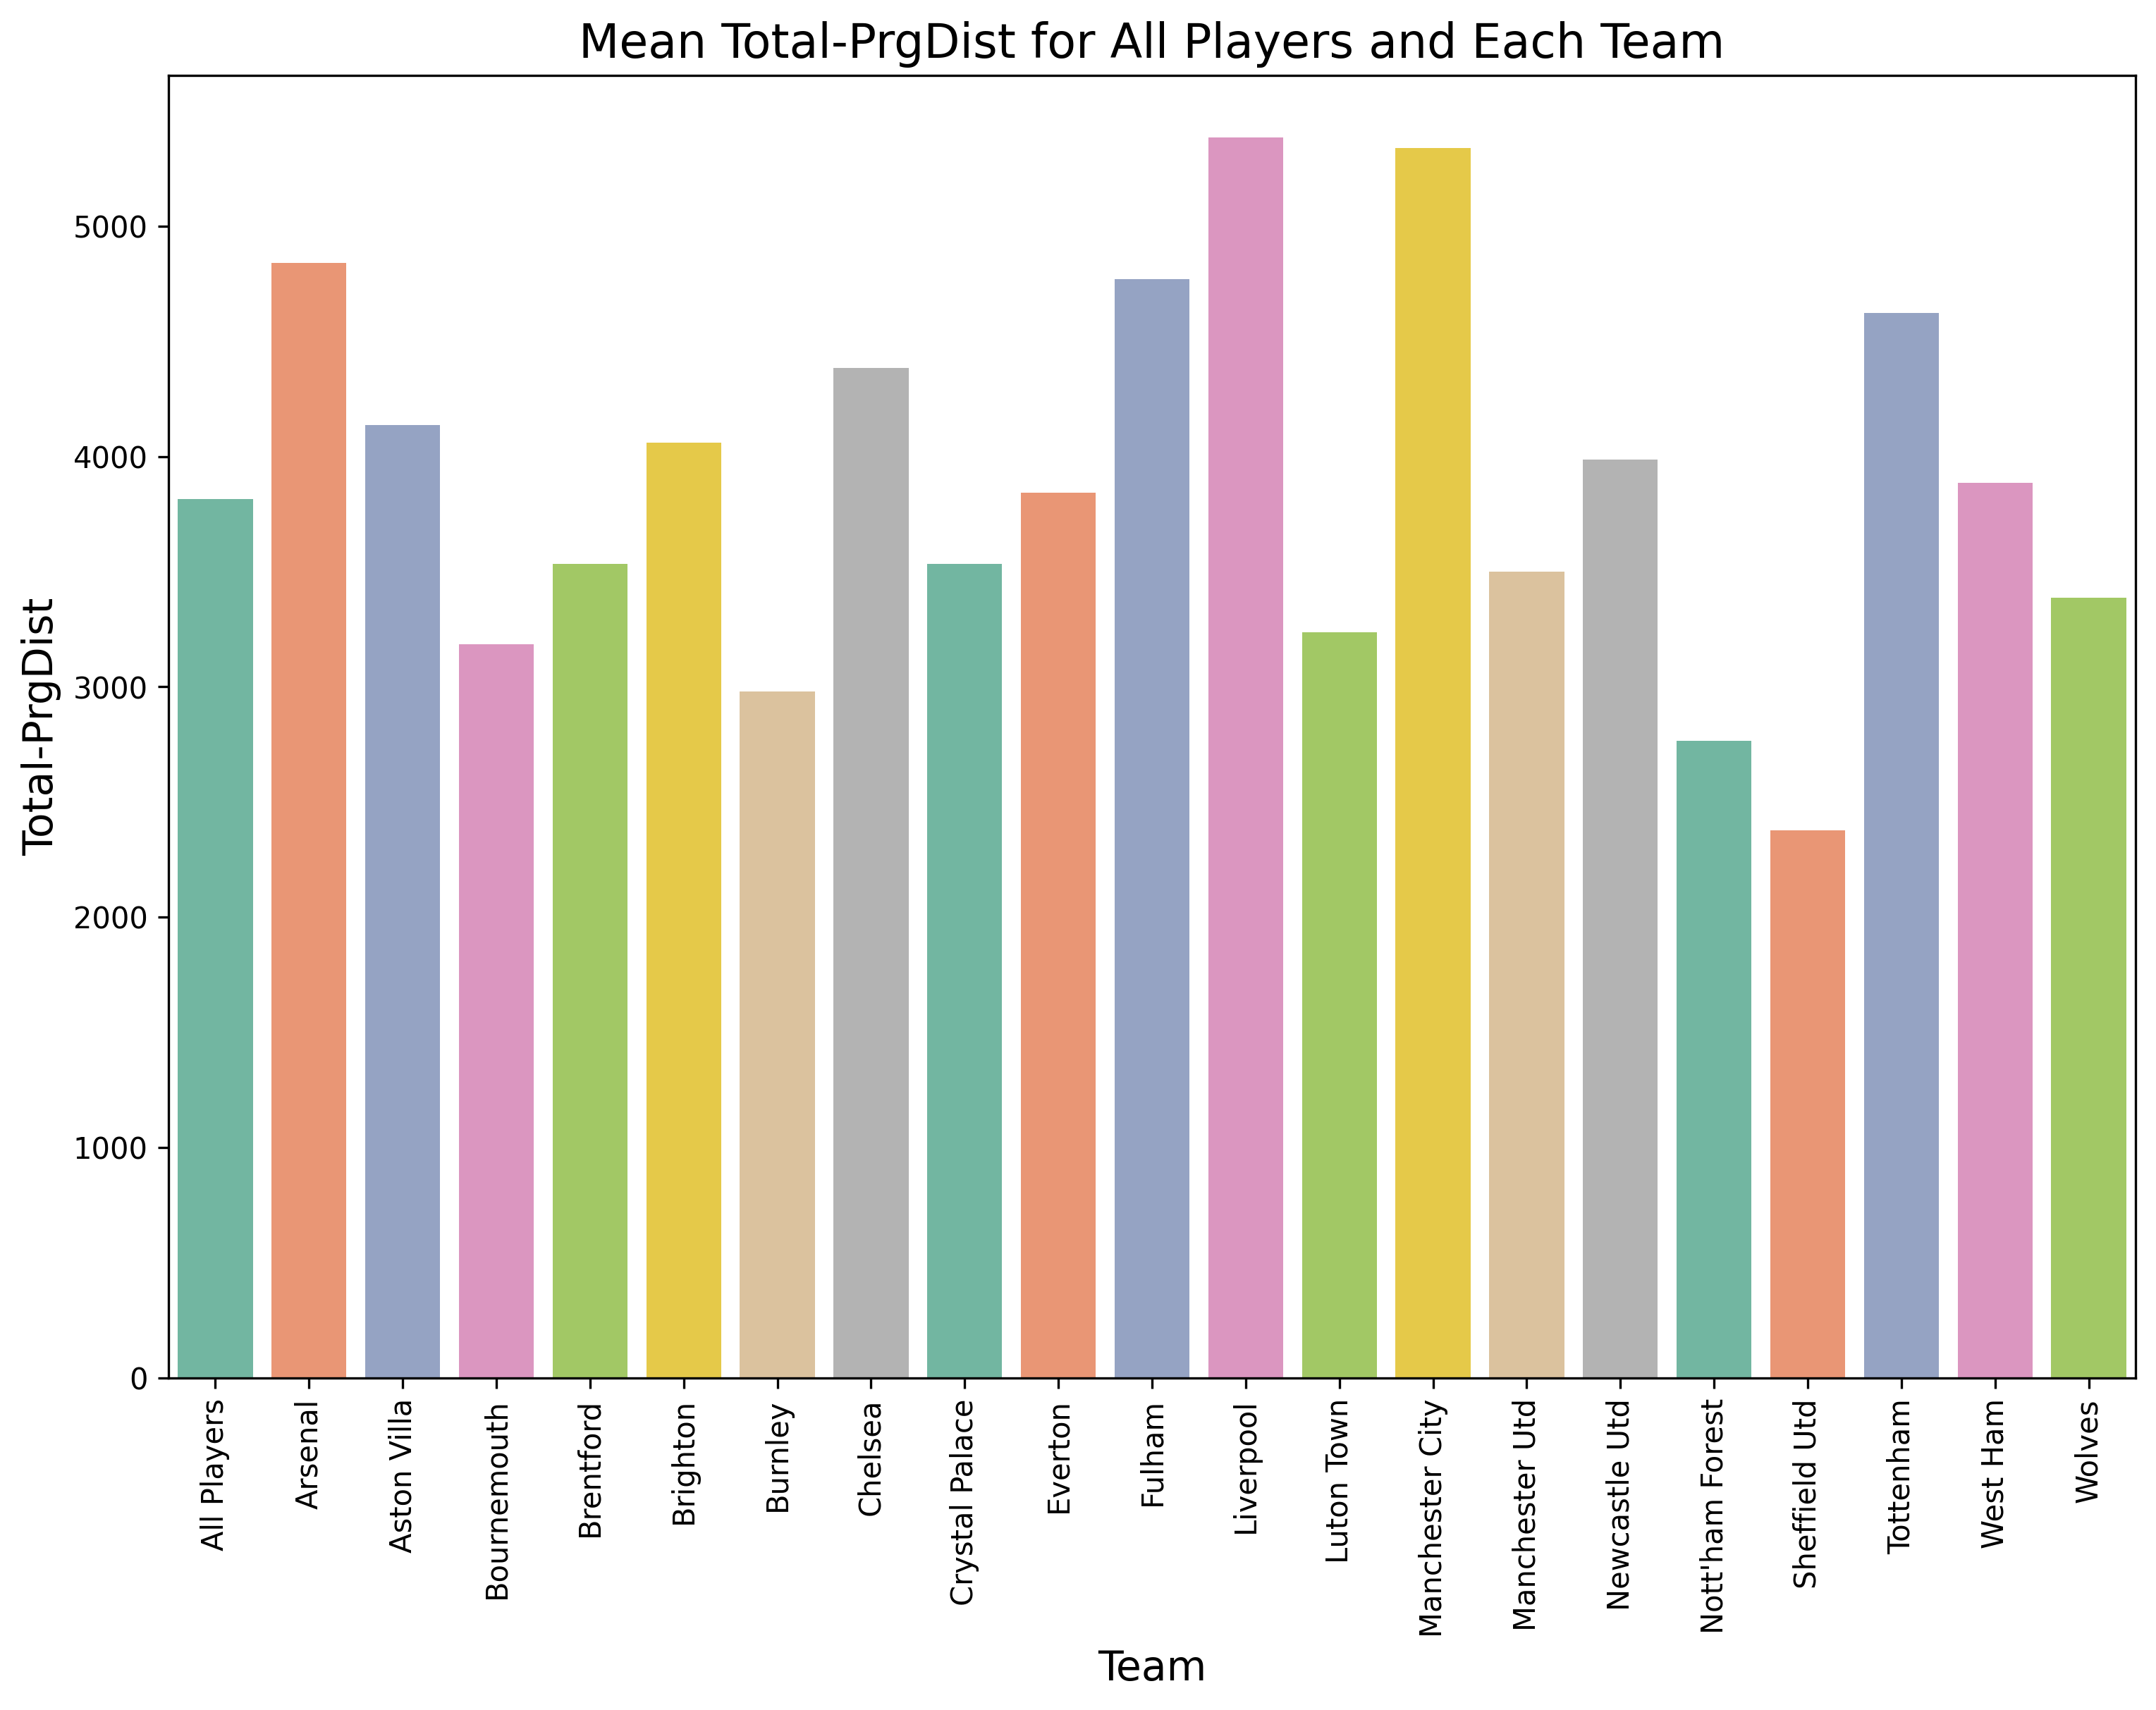 Mean Total-PrgDist for All Players and Each Team
Total-PrgDist
5000
4000
3000
2000
1000
0
All Players
Arsenal
Aston Villa
Bournemouth
Brentford
Brighton
Burnley
Chelsea
Crystal Palace
Everton
Fulham
Liverpool
Luton Town
Manchester City
Manchester Utd
Newcastle Utd
Nott'ham Forest
Sheffield Utd
Tottenham
West Ham
Wolves
Team